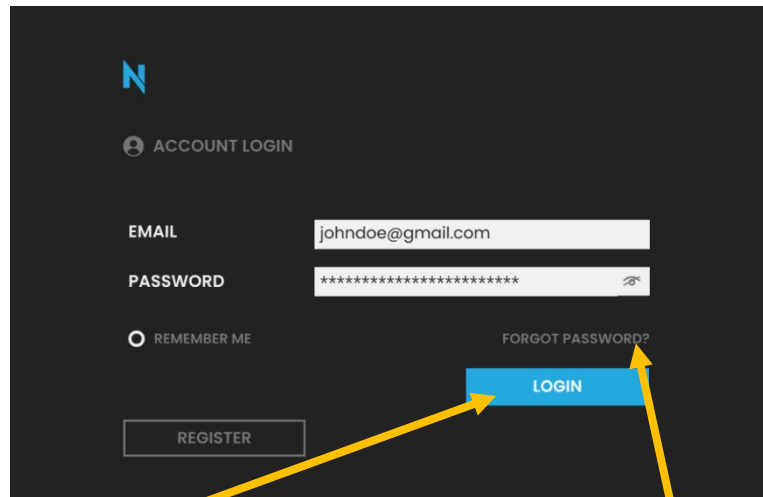 N
ACCOUNT LOGIN
EMAIL johndoe@gmail.com
PASSWORD ************************
REMEMBER ME FORGOT PASSWORD?
LOGIN
REGISTER